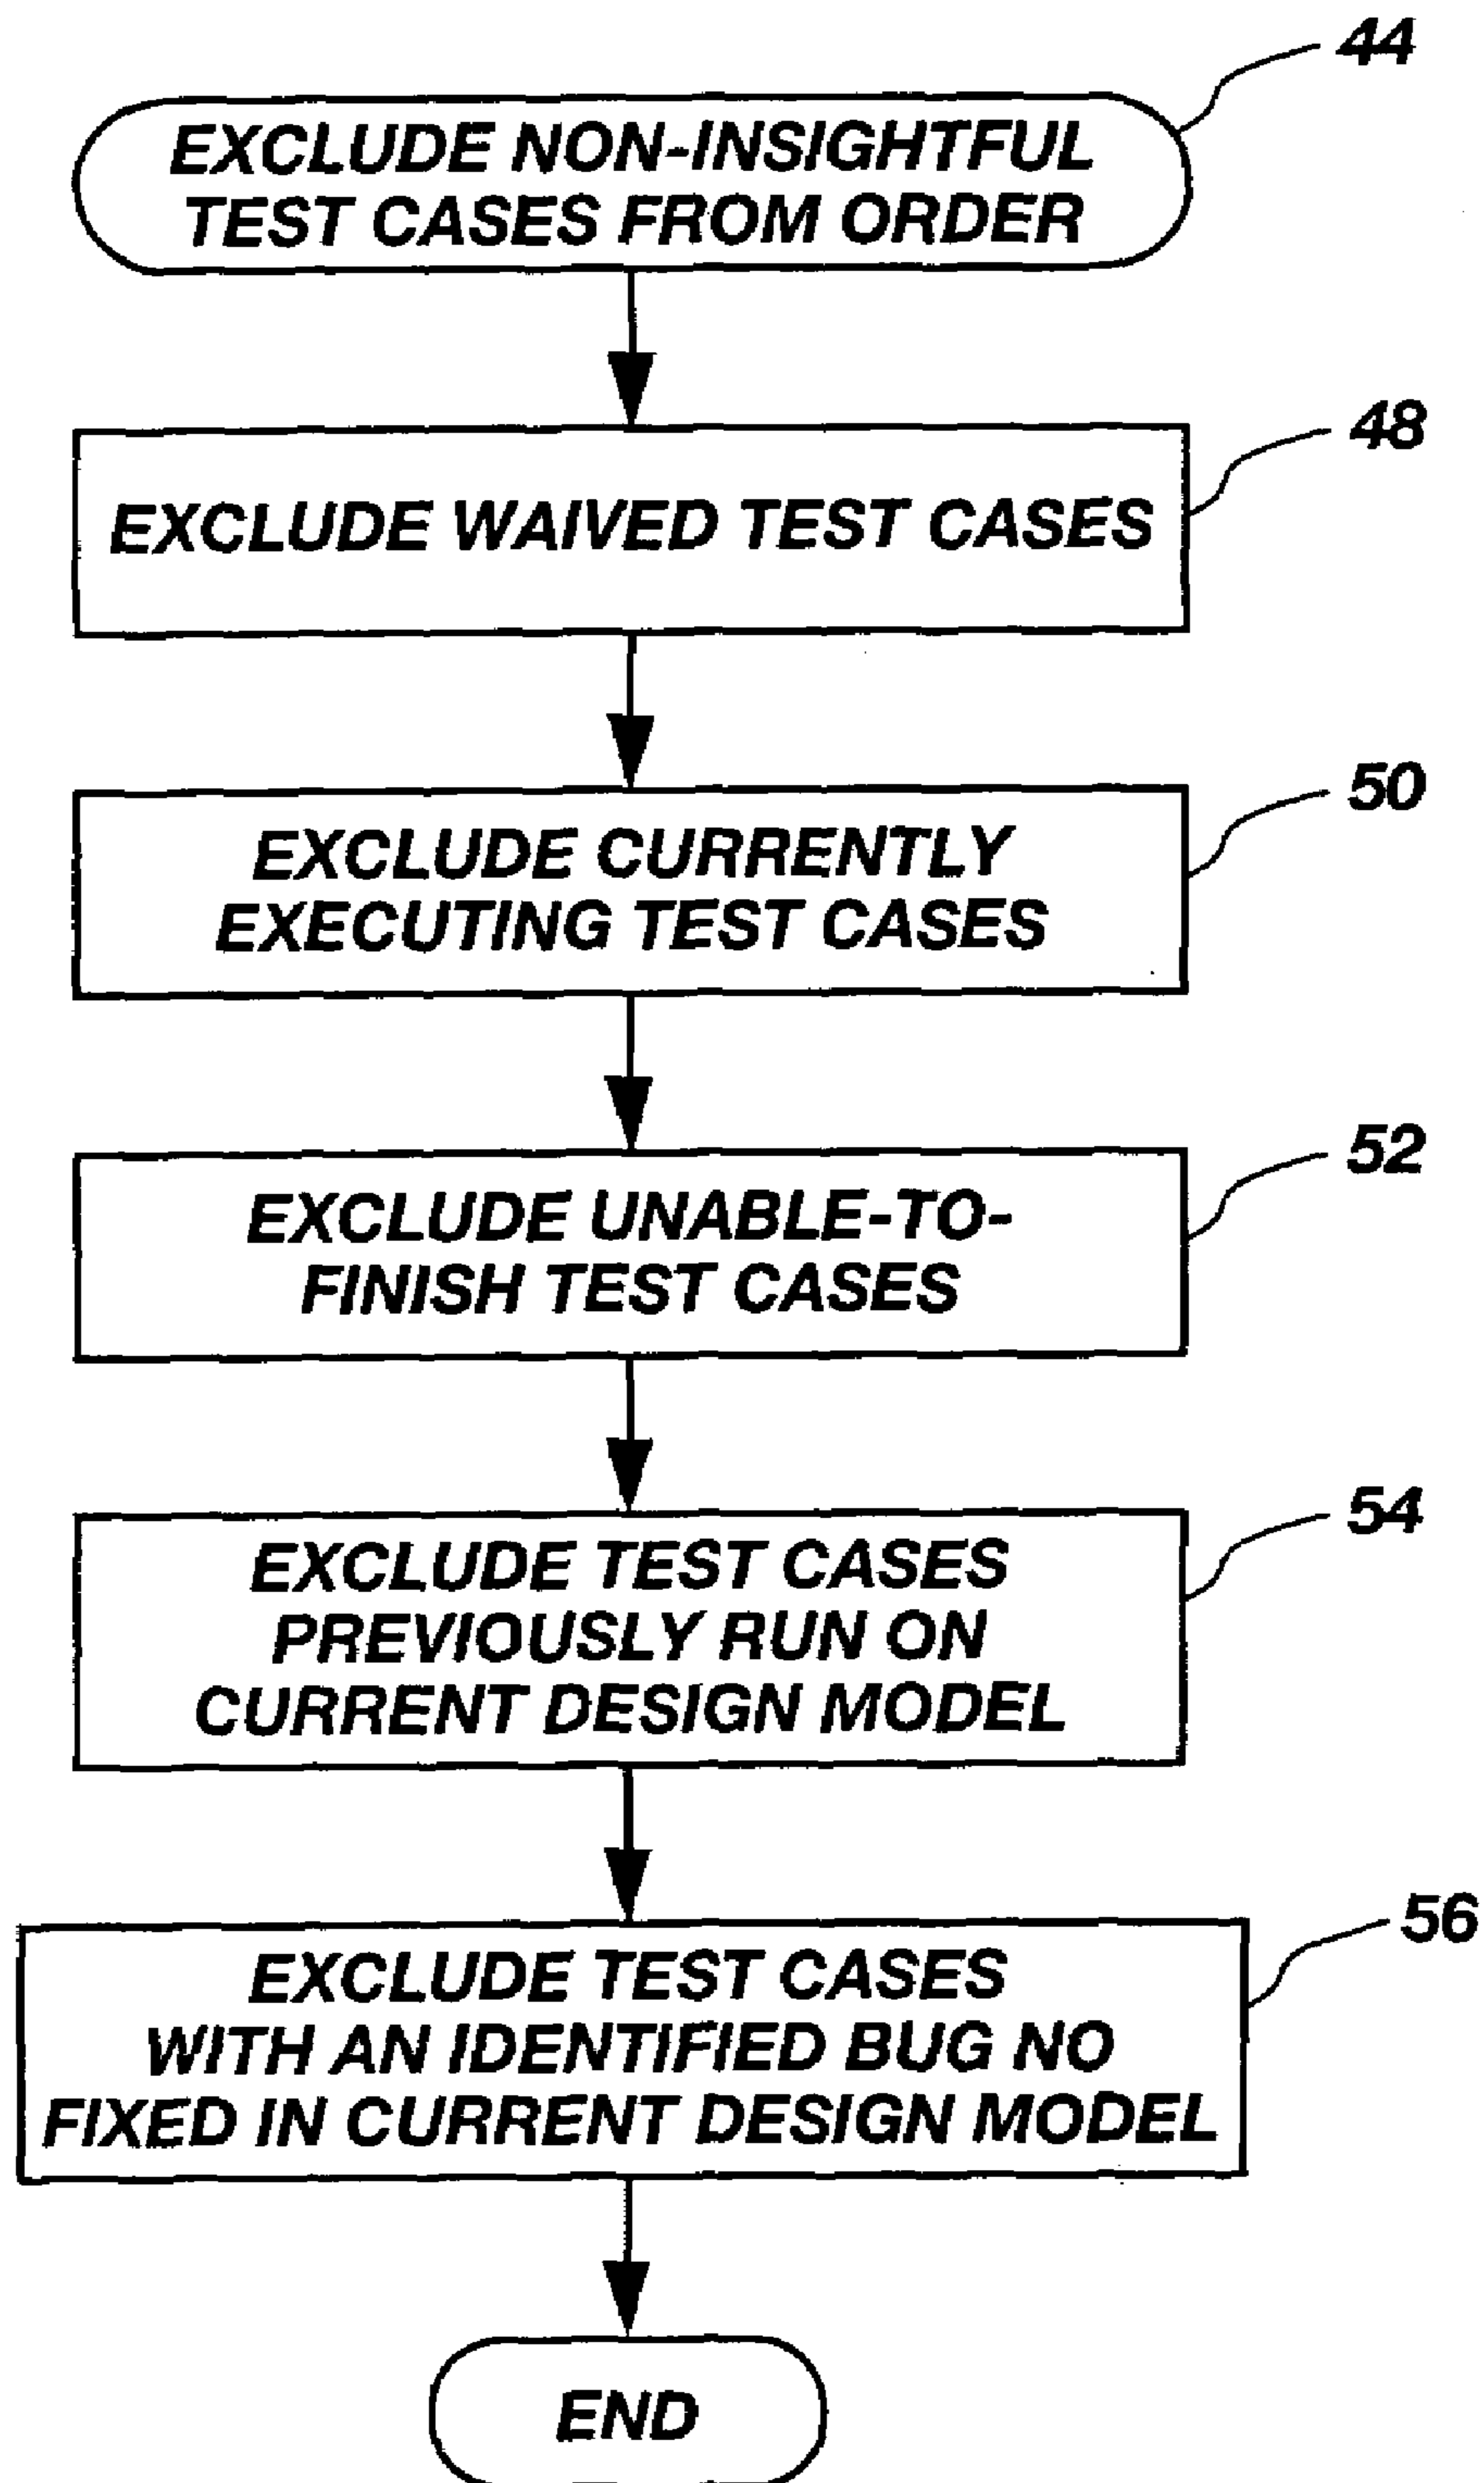 44
EXCLUDE NON-INSIGHTFUL
TEST CASES FROM ORDER
48
EXCLUDE WAIVED TEST CASES
50
EXCLUDE CURRENTLY
EXECUTING TEST CASES
52
EXCLUDE UNABLE-TO-
FINISH TEST CASES
54
EXCLUDE TEST CASES
PREVIOUSLY RUN ON
CURRENT DESIGN MODEL
56
EXCLUDE TEST CASES
WITH AN IDENTIFIED BUG NO
FIXED IN CURRENT DESIGN MODEL
END